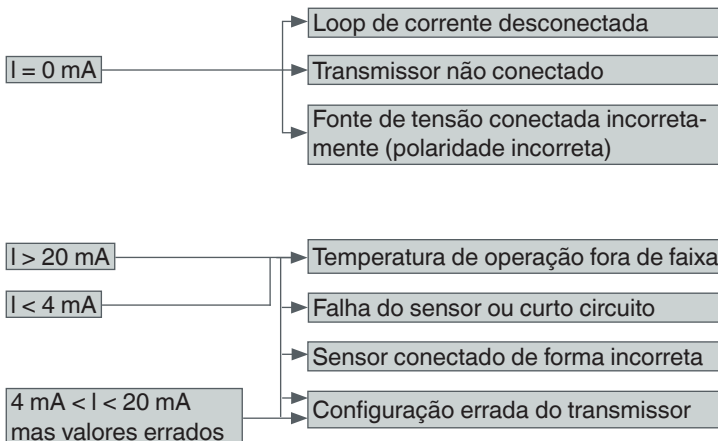 Loop de corrente desconectada
I = 0 mA
Transmissor não conectado
Fonte de tensão conectada incorreta-
mente (polaridade incorreta)
I > 20 mA
Temperatura de operação fora de faixa
I < 4 mA
Falha do sensor ou curto circuito
Sensor conectado de forma incorreta
4 mA < I < 20 mA
mas valores errados
Configuração errada do transmissor